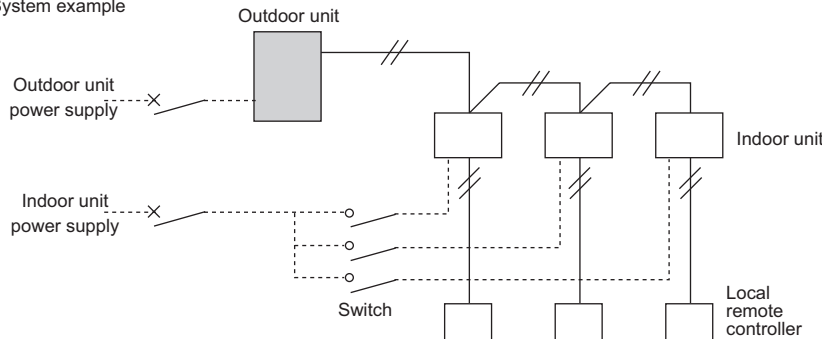 System example
Outdoor unit
Outdoor unit
power supply
Indoor unit
Indoor unit
power supply
Switch
Local
remote
controller